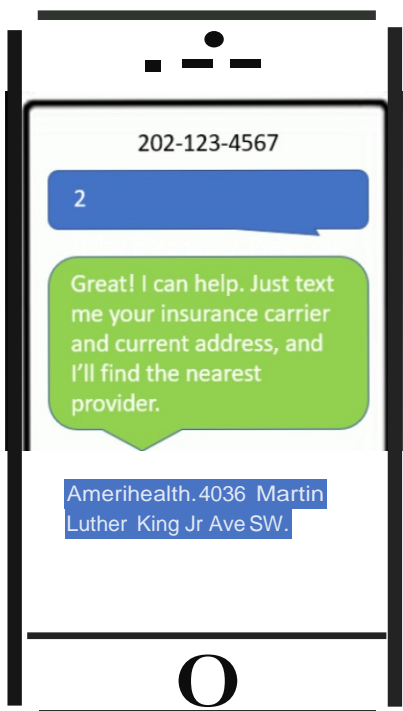 202-123-4567
2
Great! I can help. Just text
me your insurance carrier
and current address, and
I'll find the nearest
provider.
Amerihealth. 4036 Martin
Luther King Jr Ave SW.